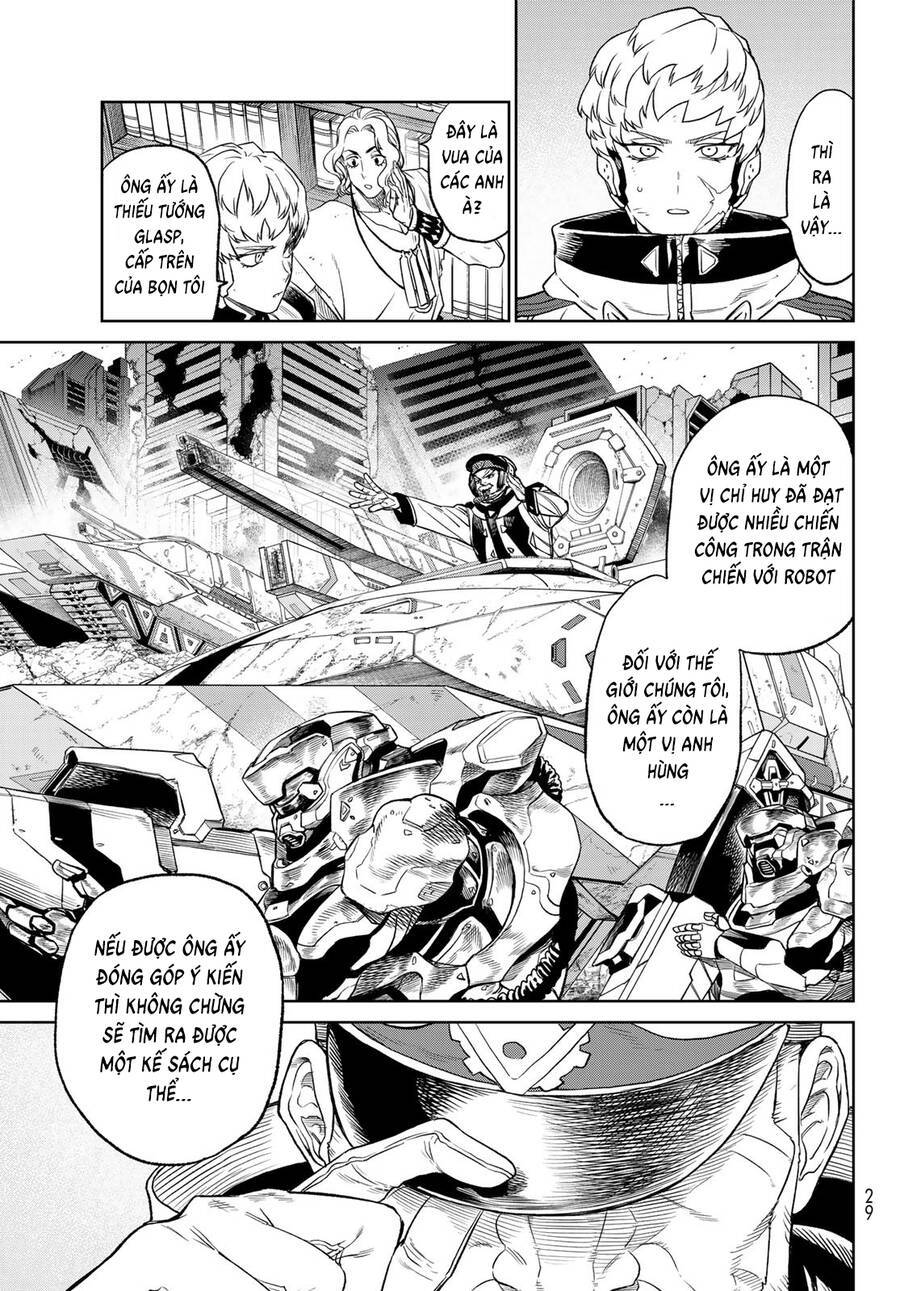 THÌ
RA
LÀ
VẬY...
ĐÂY LÀ
VUA CỦA
CÁC ANH
À?
ÔNG ẤY LÀ
THIẾU TƯỚNG
GLASP,
CẤP TRÊN
CỦA BỌN TÔI
ÔNG ẤY LÀ MỘT
VỊ CHỈ HUY ĐÃ ĐẠT
ĐƯỢC NHIỀU CHIẾN
CÔNG TRONG TRẬN
CHIẾN VỚI ROBOT
ĐỐI VỚI THẾ
GIỚI CHÚNG TÔI,
ÔNG ẤY CÒN LÀ
MỘT VỊ ANH
HÙNG
...
NẾU ĐƯỢC ÔNG ẤY
ĐÓNG GÓP Ý KIẾN
THÌ KHÔNG CHỪNG
SẼ TÌM RA ĐƯỢC
MỘT KẾ SÁCH CỤ
THỂ...
29